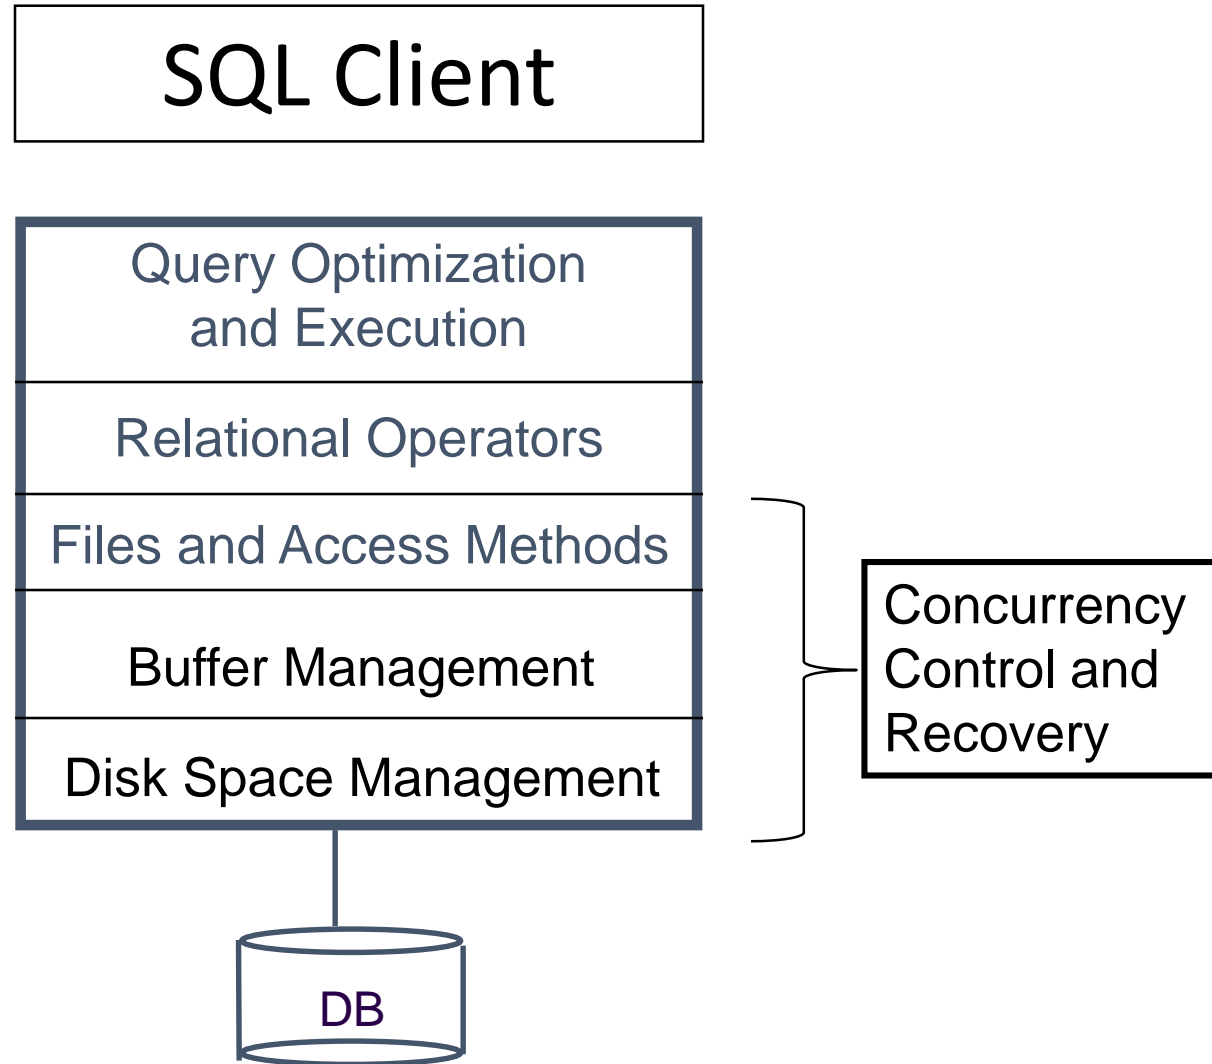 SQL Client
Query Optimization
and Execution
Relational Operators
Files and Access Methods
Buffer Management
Disk Space Management
Concurrency
Control and
Recovery
DB